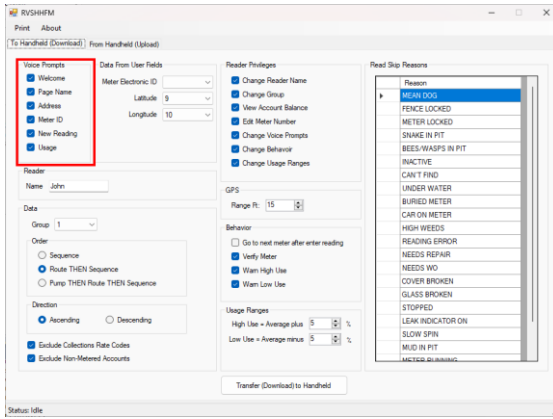 RVSHHFM
Print About
To Handheld (Download) From Handheld (Upload)
Voice Prompts
Welcome
Page Name
Address
Meter ID
New Reading
Usage
Data From User Fields
Meter Electronic ID
Latitude 9
Longtitude 10
Reader
Name John
Data
Group 1
Order
Sequence
Route THEN Sequence
Pump THEN Route THEN Sequence
Direction
Ascending Descending
Exclude Collections Rate Codes
Exclude Non-Metered Accounts
Reader Privileges
Change Reader Name
Change Group
View Account Balance
Edit Meter Number
Change Voice Prompts
Change Behavoir
Change Usage Ranges
GPS
Range Ft: 15
Behavior
Go to next meter after enter reading
Verify Meter
Warn High Use
Warn Low Use
Usage Ranges
High Use = Average plus 5 %
Low Use = Average minus 5 %
Transfer (Download) to Handheld
Read Skip Reasons
Reason
MEAN DOG
FENCE LOCKED
METER LOCKED
SNAKE IN PIT
BEES/WASPS IN PIT
INACTIVE
CAN'T FIND
UNDER WATER
BURIED METER
CAR ON METER
HIGH WEEDS
READING ERROR
NEEDS REPAIR
NEEDS WO
COVER BROKEN
GLASS BROKEN
STOPPED
LEAK INDICATOR ON
SLOW SPIN
MUD IN PIT
METER RUNNING
Status: Idle